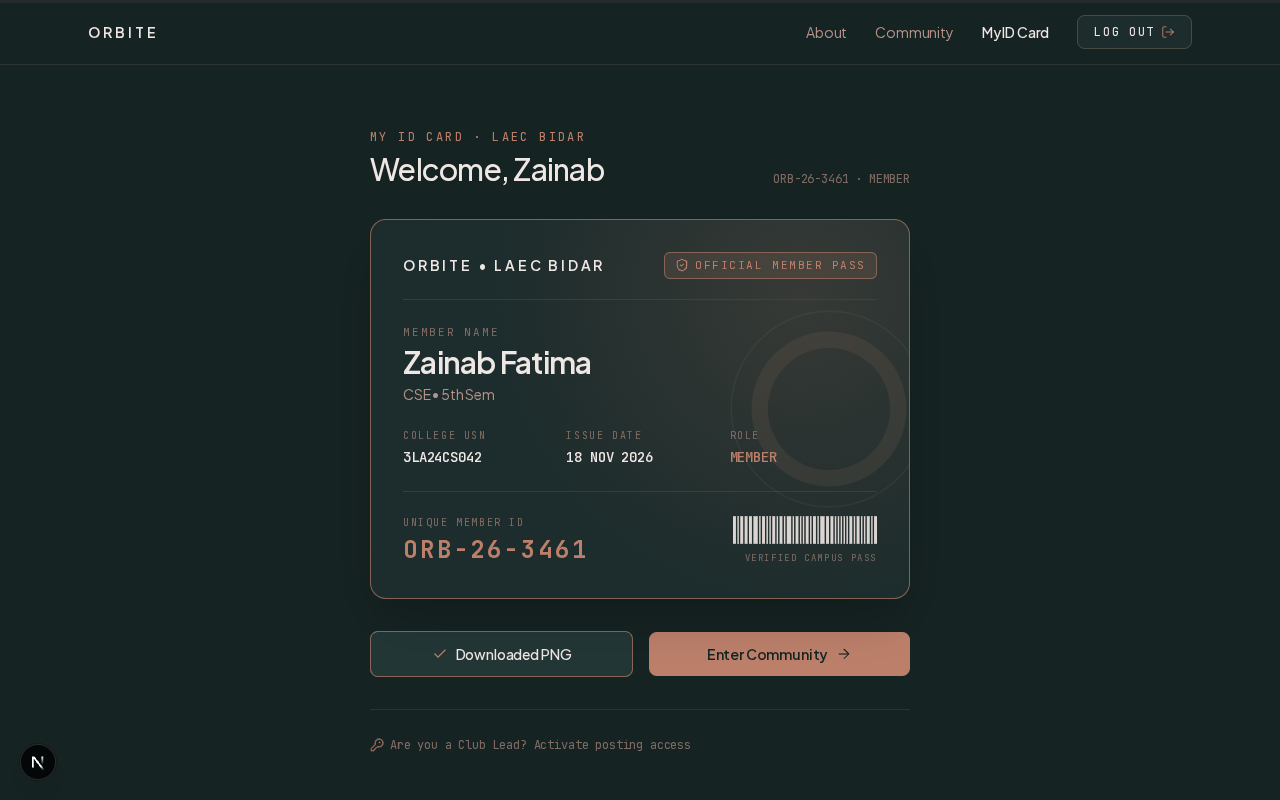 ORBITE
About
Community
MyID Card
LOG OUT
MY ID CARD · LAEC BIDAR
Welcome, Zainab
ORB-26-3461 · MEMBER
ORBITE • LAEC BIDAR
OFFICIAL MEMBER PASS
MEMBER NAME
Zainab Fatima
CSE • 5th Sem
COLLEGE USN
ISSUE DATE
ROLE
3LA24CS042
18 NOV 2026
MEMBER
UNIQUE MEMBER ID
ORB-26-3461
VERIFIED CAMPUS PASS
Downloaded PNG
Enter Community
Are you a Club Lead? Activate posting access
N